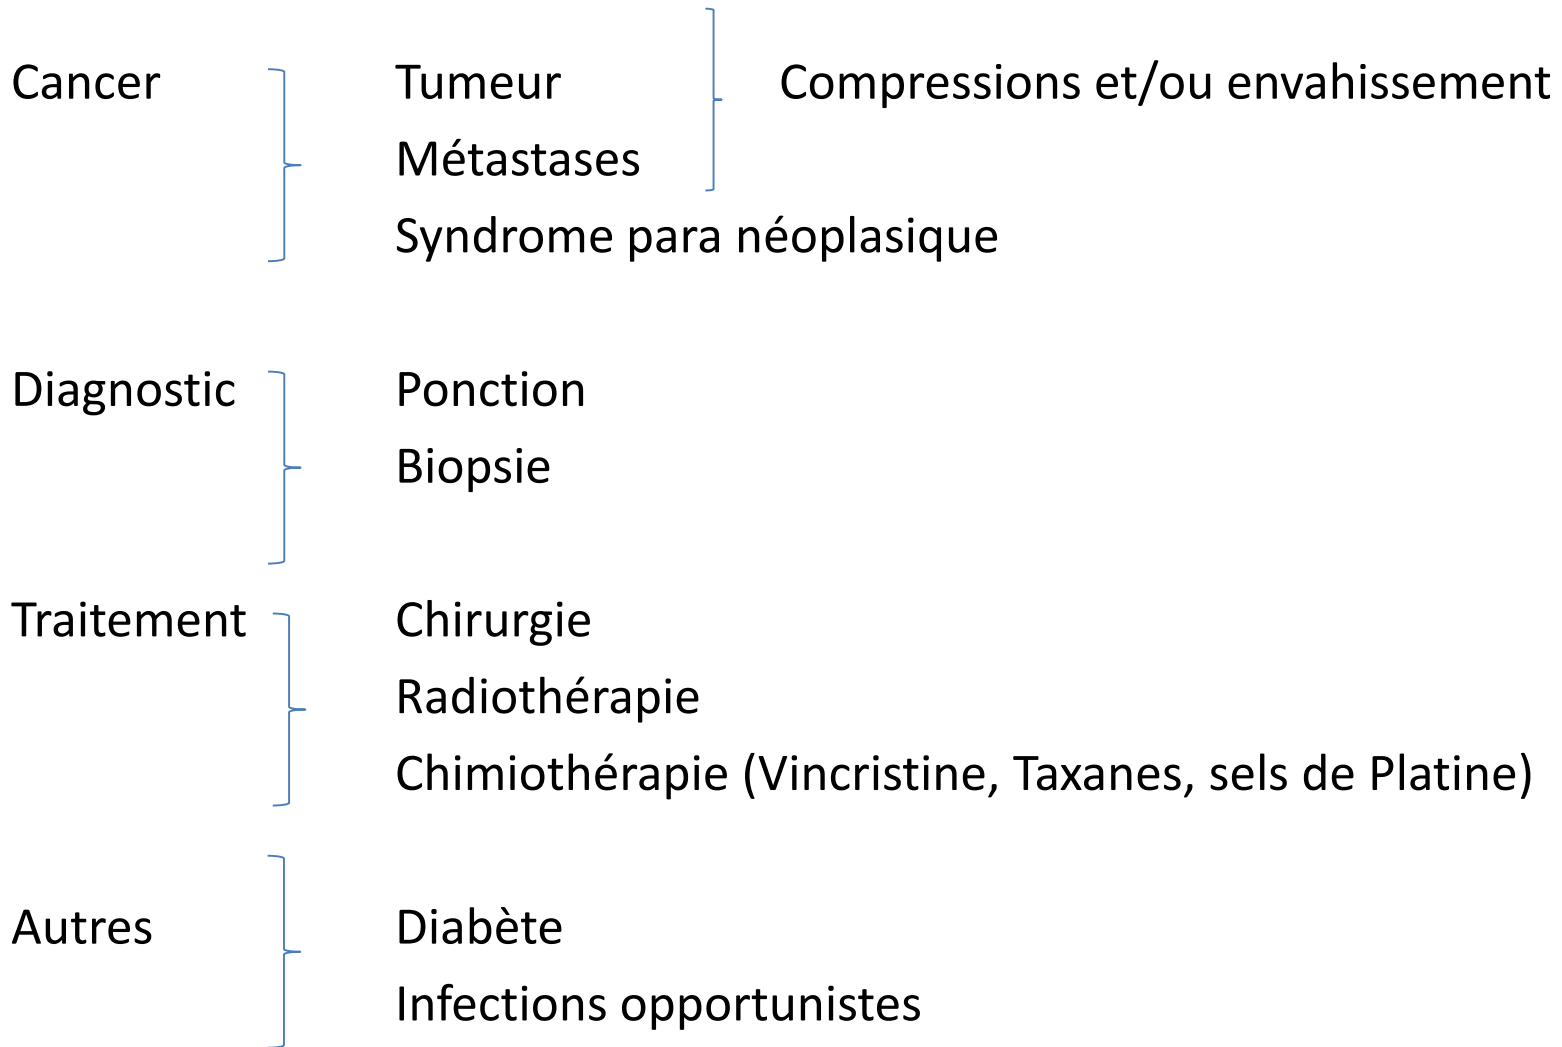 Cancer Tumeur Compressions et/ou envahissement
Métastases
Syndrome para néoplasique
Diagnostic Ponction
Biopsie
Traitement Chirurgie
Radiothérapie
Chimiothérapie (Vincristine, Taxanes, sels de Platine)
Autres Diabète
Infections opportunistes